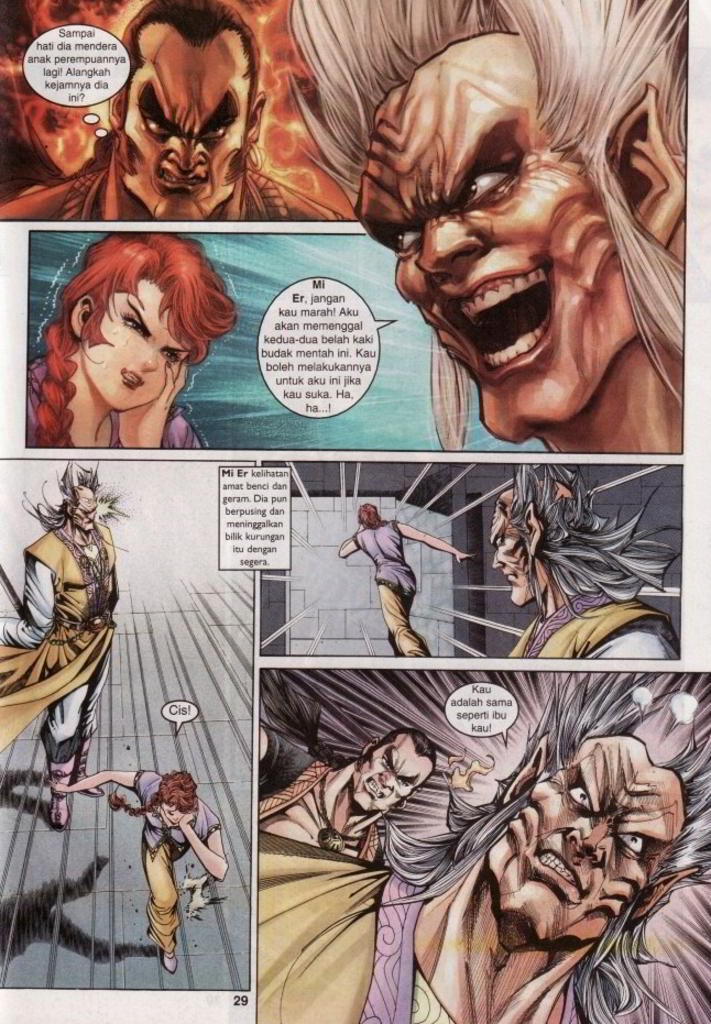 Sampai
hati dia mendera
anak perempuannya
lagi! Alangkah
kejamnya dia
ini?
Mi
Er, jangan
kau marah! Aku
akan memenggal
kedua-dua belah kaki
budak mentah ini. Kau
boleh melakukannya
untuk aku ini jika
kau suka. Ha,
ha...!
Mi Er kelihatan
amat benci dan
geram. Dia pun
berpusing dan
meninggalkan
bilik kurungan
itu dengan
segera.
Cis!
Kau
adalah sama
seperti ibu
kau!
29